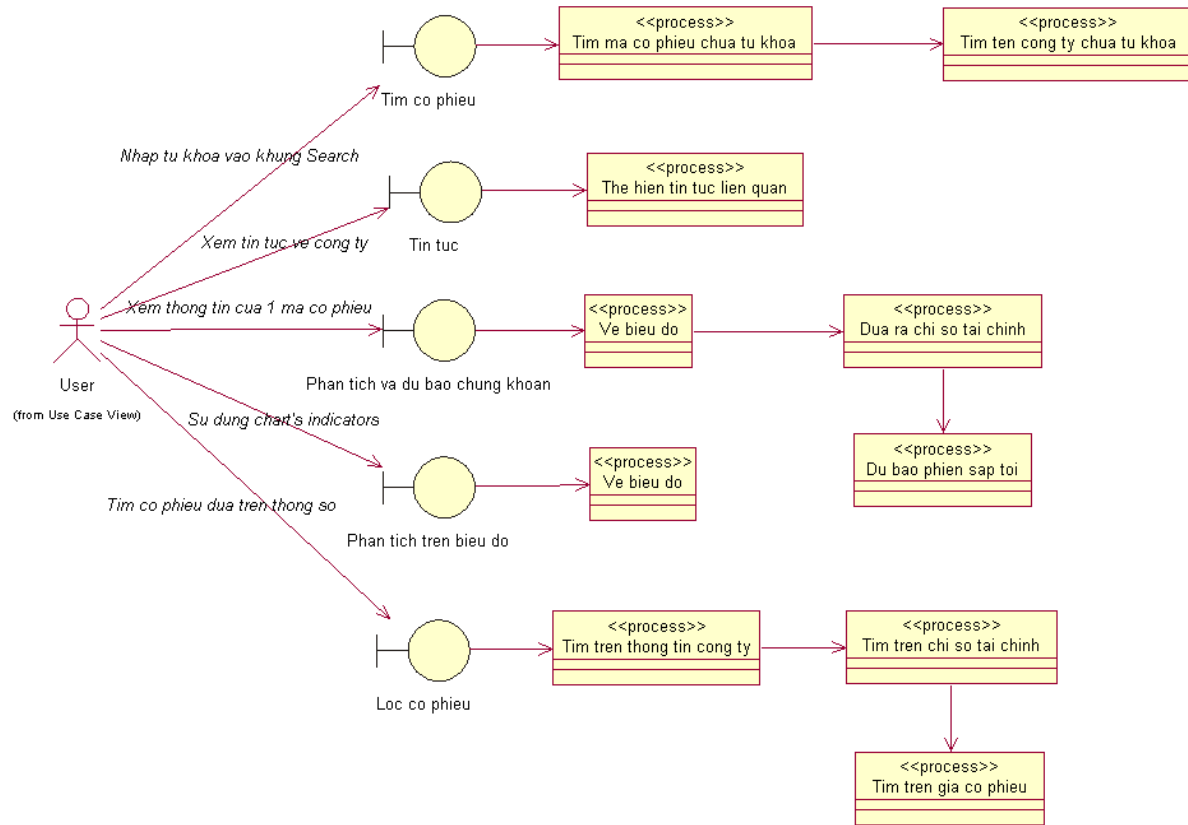 <<process>>
Tim ma co phieu chua tu khoa
<<process>>
Tim ten cong ty chua tu khoa
Tim co phieu
Nhap tu khoa vao khung Search
<<process>>
The hien tin tuc lien quan
Tin tuc
Xem tin tuc ve cong ty
Xem thong tin cua 1 ma co phieu
<<process>>
Ve bieu do
<<process>>
Dua ra chi so tai chinh
Phan tich va du bao chung khoan
User
(from Use Case View)
Su dung chart's indicators
<<process>>
Du bao phien sap toi
<<process>>
Ve bieu do
Phan tich tren bieu do
Tim co phieu dua tren thong so
<<process>>
Tim tren thong tin cong ty
<<process>>
Tim tren chi so tai chinh
Loc co phieu
<<process>>
Tim tren gia co phieu